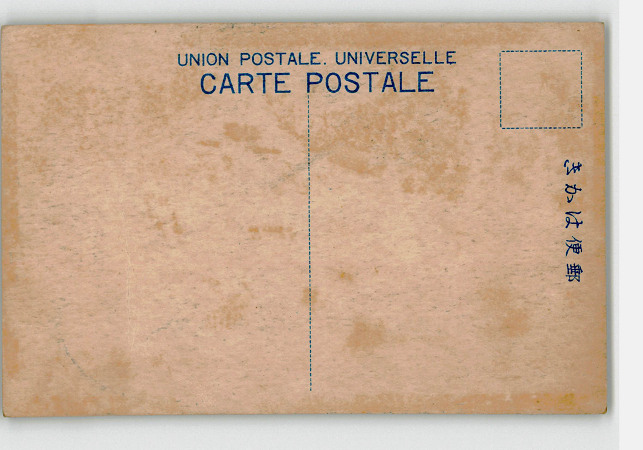 UNION POSTALE. UNIVERSELLE
CARTE POSTALE
きかは便郵